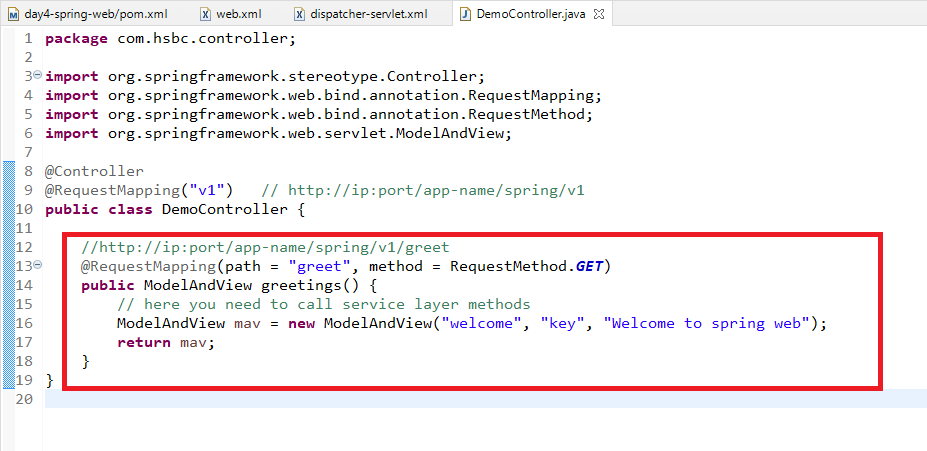 day4-spring-web/pom.xml web.xml dispatcher-servlet.xml DemoController.java
1 package com.hsbc.controller;
2
3 import org.springframework.stereotype.Controller;
4 import org.springframework.web.bind.annotation.RequestMapping;
5 import org.springframework.web.bind.annotation.RequestMethod;
6 import org.springframework.web.servlet.ModelAndView;
7
8 @Controller
9 @RequestMapping("v1")   // http://ip:port/app-name/spring/v1
10 public class DemoController {
11
12     //http://ip:port/app-name/spring/v1/greet
13     @RequestMapping(path = "greet", method = RequestMethod.GET)
14     public ModelAndView greetings() {
15         // here you need to call service layer methods
16         ModelAndView mav = new ModelAndView("welcome", "key", "Welcome to spring web");
17         return mav;
18     }
19 }
20